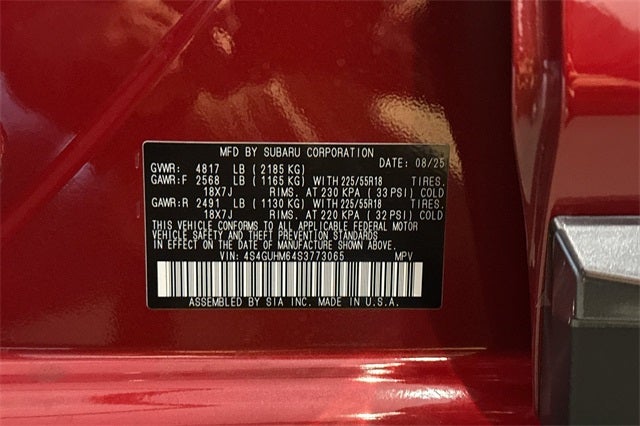 MFD BY SUBARU CORPORATION
DATE: 08/25
GVWR: 4817 LB (2185 KG)
GAWR:F 2568 LB (1165 KG) 225/55R18 TIRES.
18X7J RIMS. AT 230 KPA (33 PSI) COLD
GAWR:R 2491 LB (1130 KG) 225/55R18 TIRES.
18X7J RIMS. AT 220 KPA (32 PSI) COLD
THIS VEHICLE CONFORMS TO ALL APPLICABLE FEDERAL MOTOR
VEHICLE SAFETY AND THEFT PREVENTION STANDARDS
IN EFFECT ON THE DATE OF MANUFACTURE SHOWN ABOVE.
VIN: 4S4GUHM64S3773065 MPV
ASSEMBLED BY SIA INC. MADE IN U.S.A.